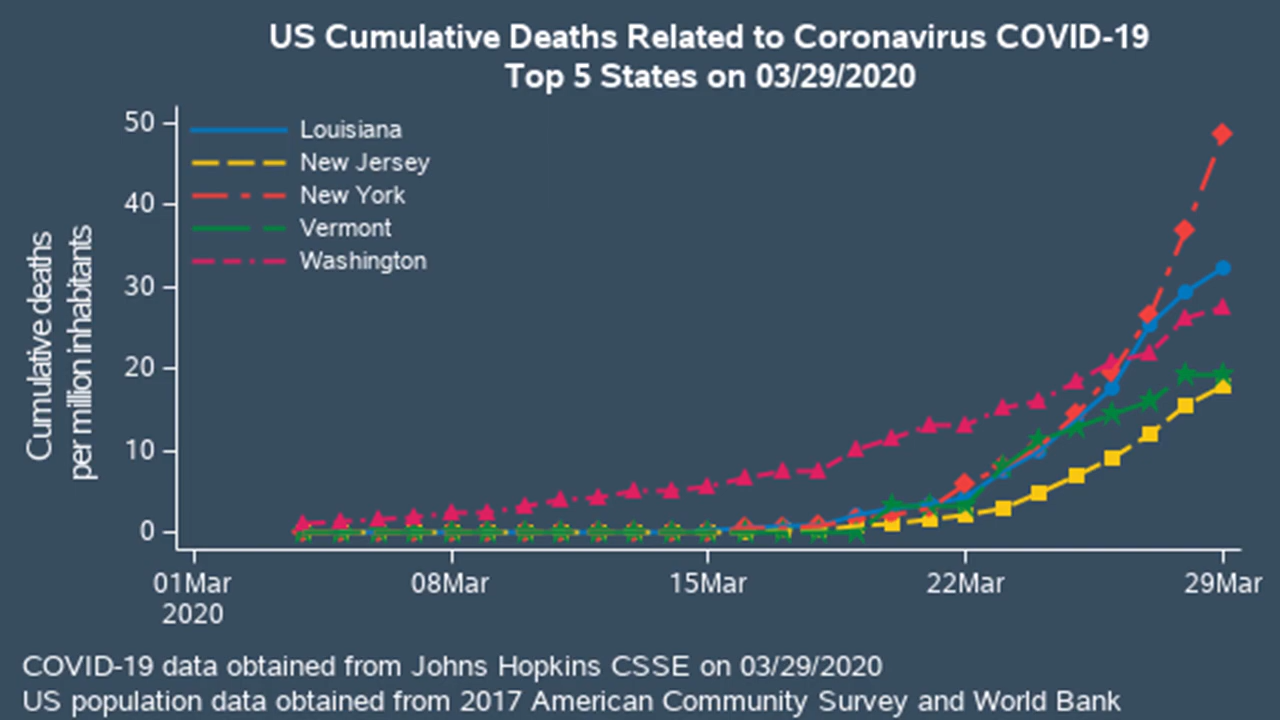 US Cumulative Deaths Related to Coronavirus COVID-19
Top 5 States on 03/29/2020
Cumulative deaths
per million inhabitants
50
40
30
20
10
0
Louisiana
New Jersey
New York
Vermont
Washington
01Mar 08Mar 15Mar 22Mar 29Mar
2020
COVID-19 data obtained from Johns Hopkins CSSE on 03/29/2020
US population data obtained from 2017 American Community Survey and World Bank